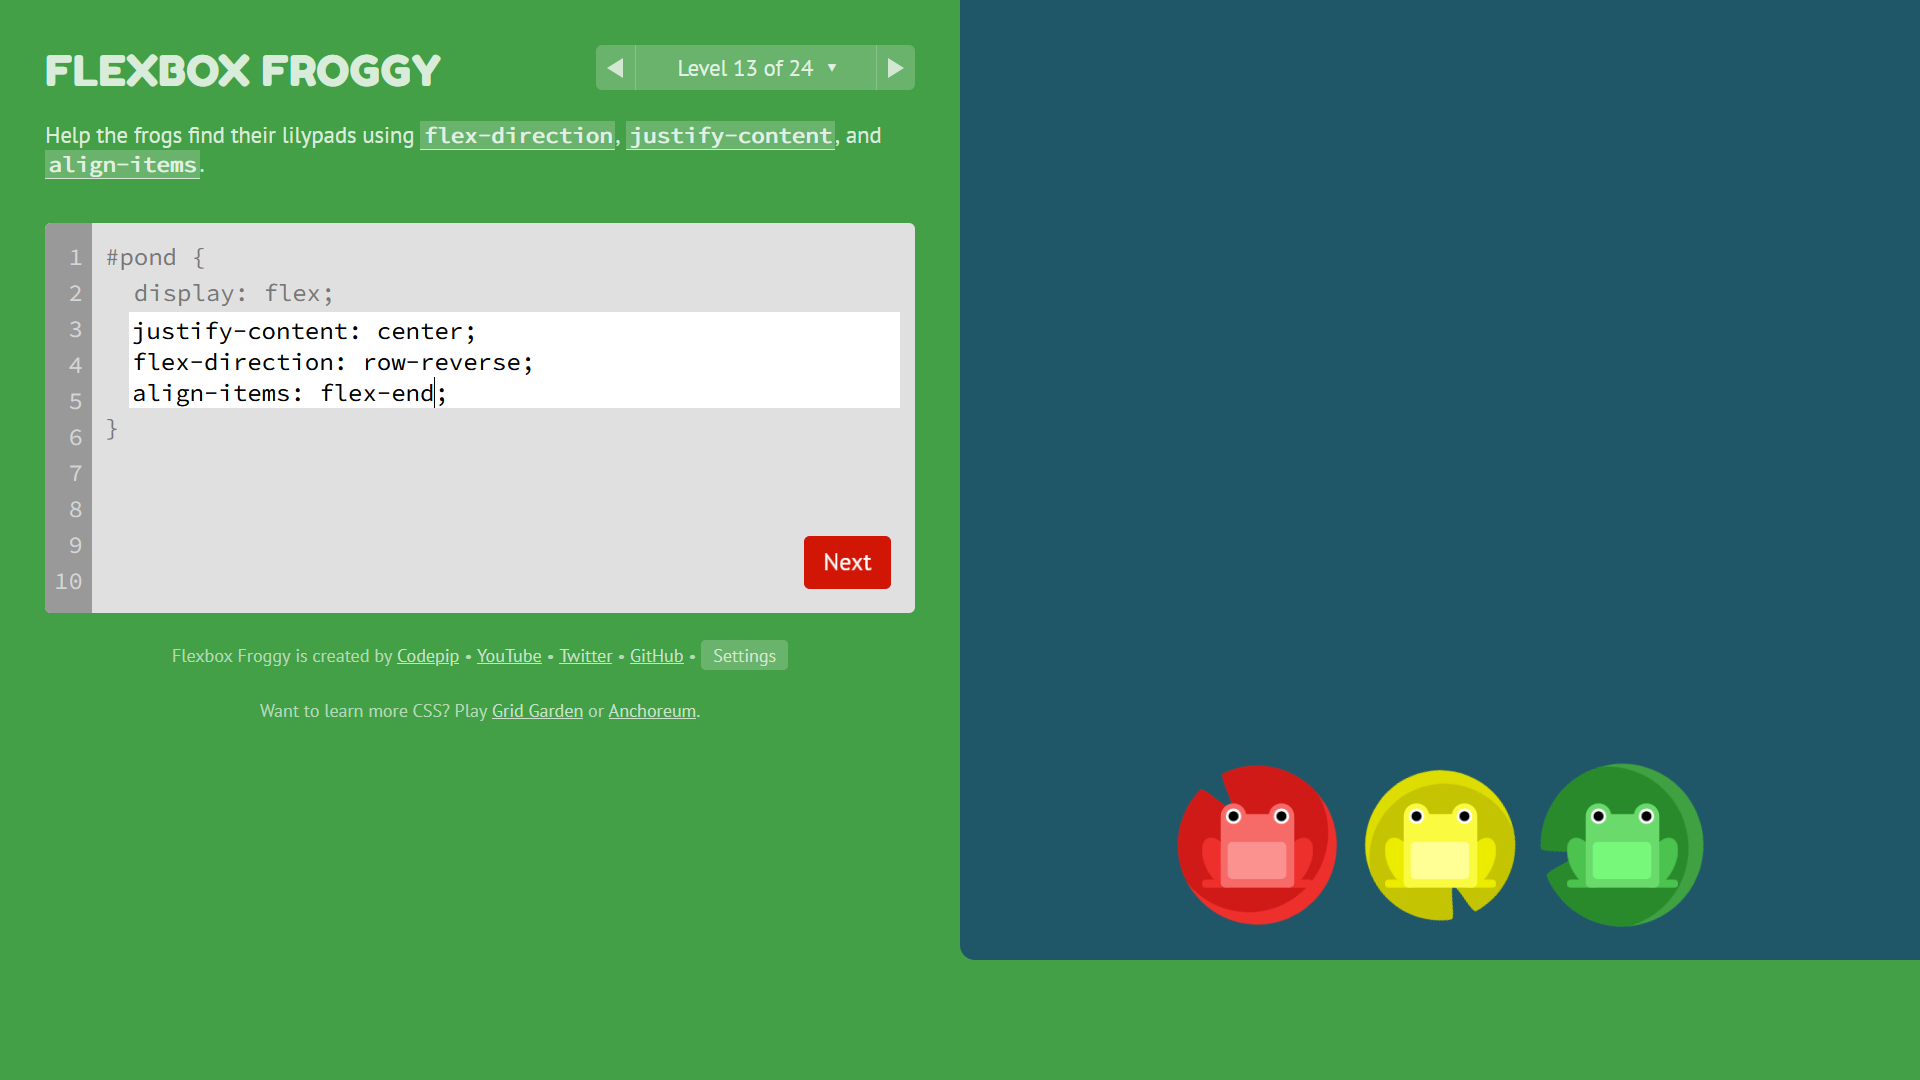 FLEXBOX FROGGY
◀ Level 13 of 24 ▼ ▶
Help the frogs find their lilypads using flex-direction, justify-content, and
align-items.
1 #pond {
2 display: flex;
3 justify-content: center;
4 flex-direction: row-reverse;
5 align-items: flex-end;
6 }
7
8
9
10
Next
Flexbox Froggy is created by Codepip • YouTube • Twitter • GitHub • Settings
Want to learn more CSS? Play Grid Garden or Anchoreum.